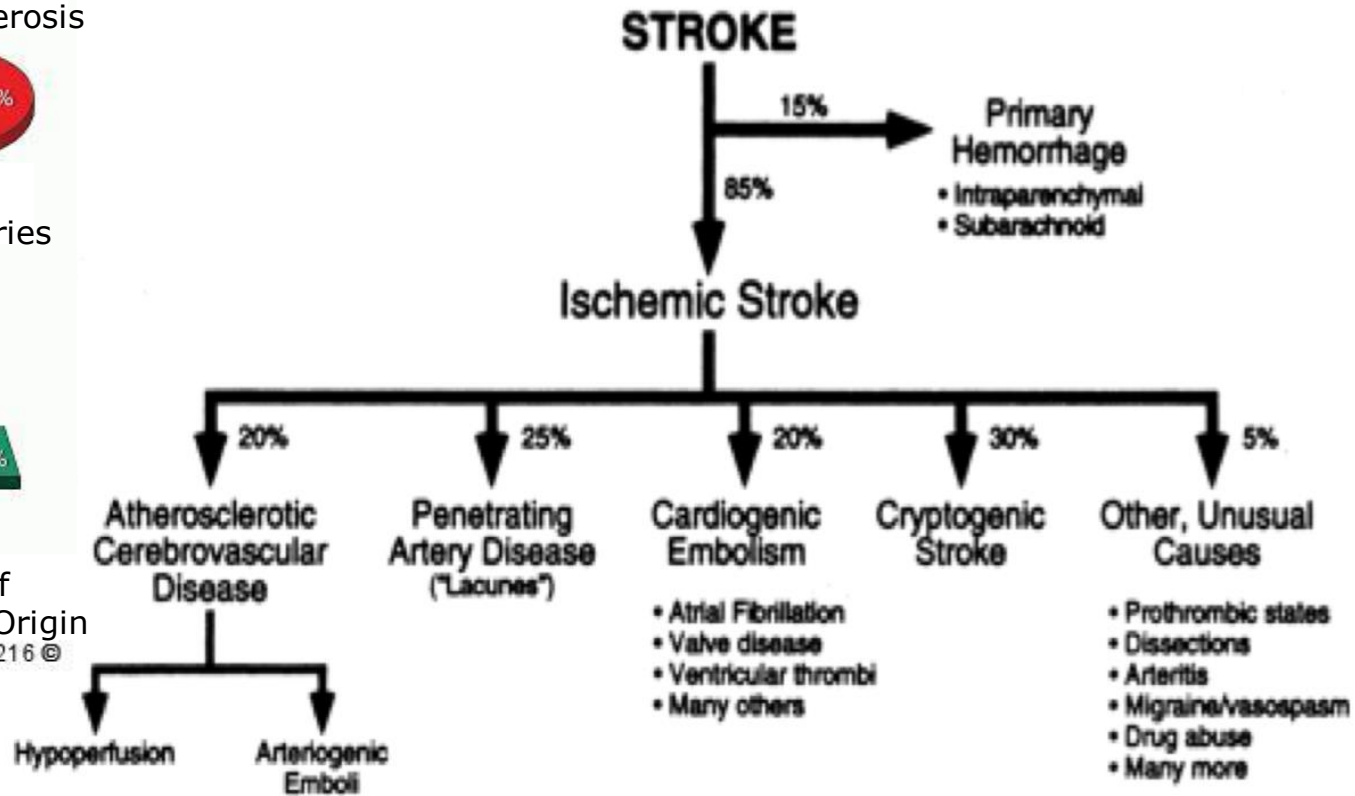 erosis
%
ries
%
f
Origin
216 ©
STROKE
15%
Primary
Hemorrhage
• Intraparenchymal
• Subarachnoid
85%
Ischemic Stroke
20%
Atherosclerotic
Cerebrovascular
Disease
Hypoperfusion
Arteriogenic
Emboli
25%
Penetrating
Artery Disease
("Lacunes")
20%
Cardiogenic
Embolism
• Atrial Fibrillation
• Valve disease
• Ventricular thrombi
• Many others
30%
Cryptogenic
Stroke
5%
Other, Unusual
Causes
• Prothrombic states
• Dissections
• Arteritis
• Migraine/vasospasm
• Drug abuse
• Many more